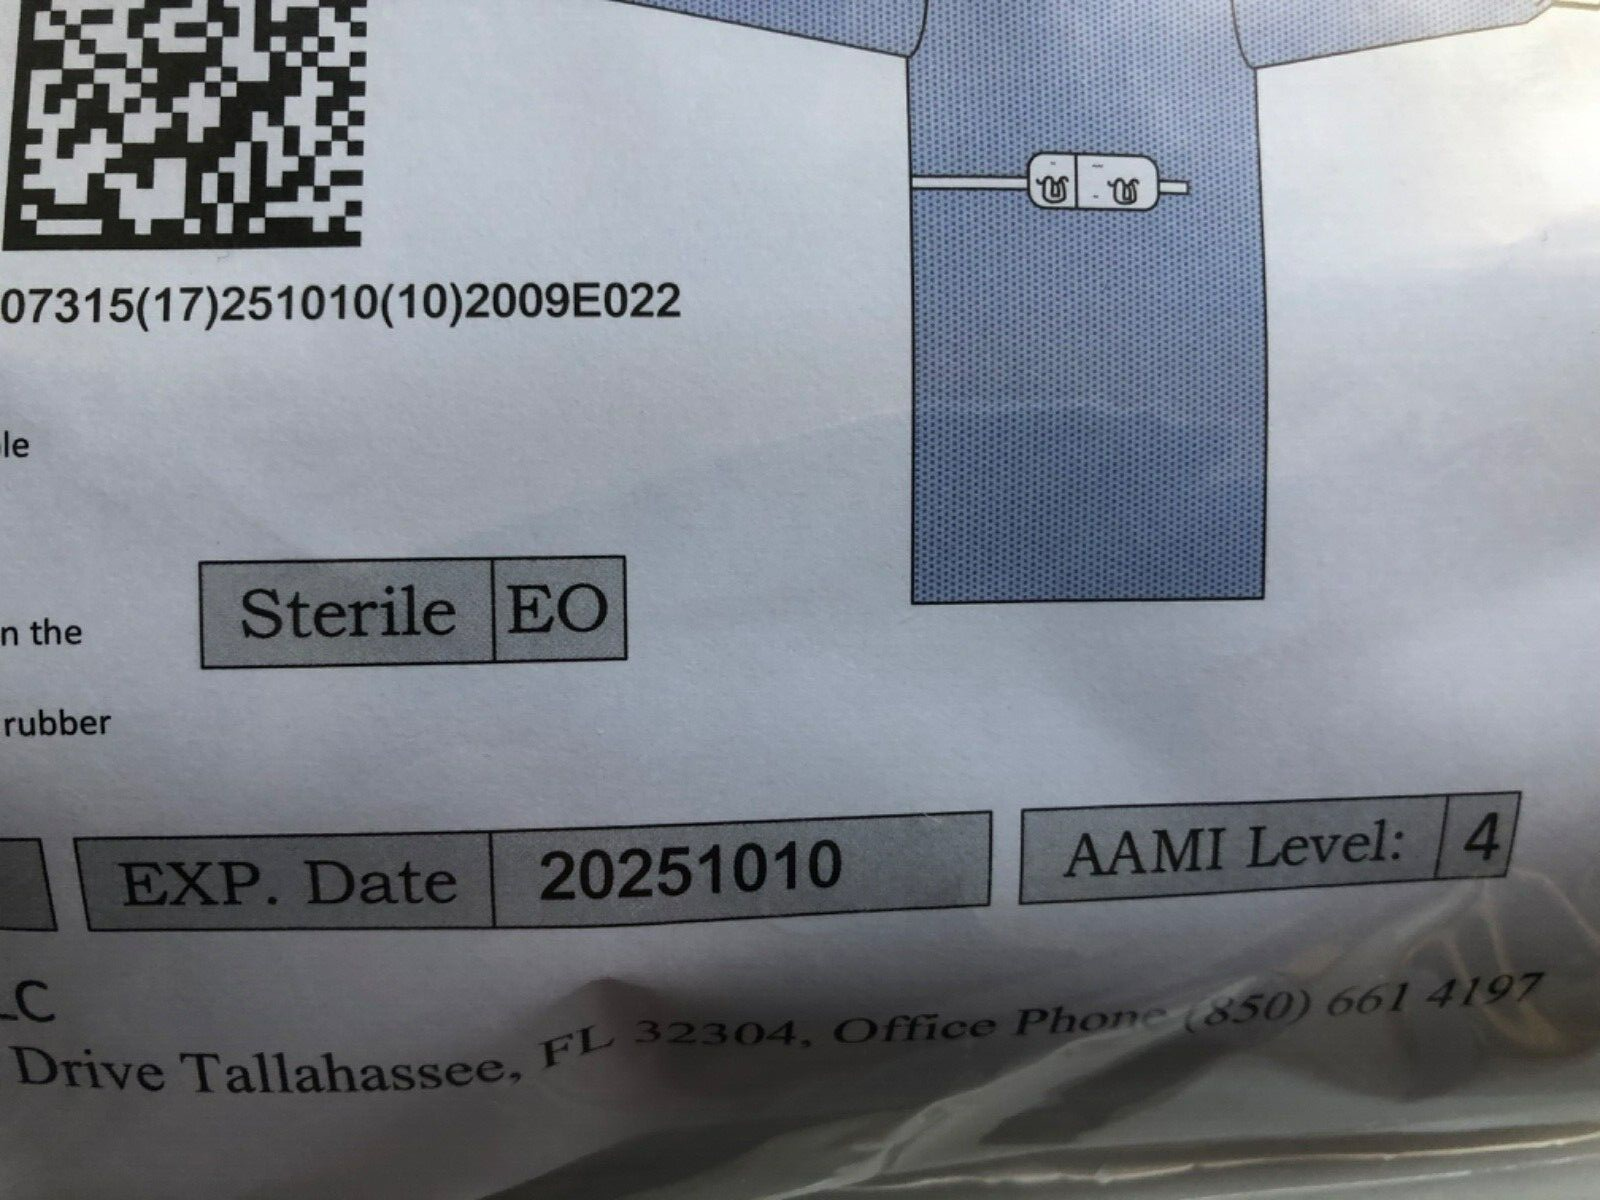 07315(17)251010(10)2009E022
le
Sterile EO
n the
rubber
EXP. Date 20251010 AAMI Level: 4
LC
Drive Tallahassee, FL 32304, Office Phone (850) 661 4197